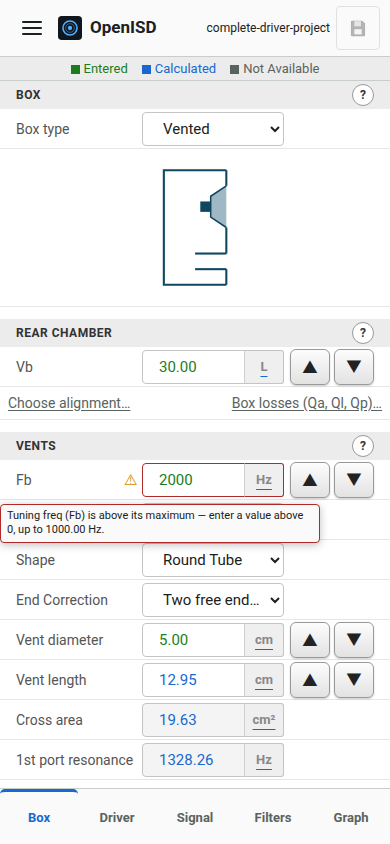 OpenISD
complete-driver-project
Entered Calculated Not Available
BOX ?
Box type Vented
REAR CHAMBER ?
Vb 30.00 L ▲ ▼
Choose alignment... Box losses (Qa, Ql, Qp)...
VENTS ?
Fb ⚠ 2000 Hz ▲ ▼
Tuning freq (Fb) is above its maximum — enter a value above
0, up to 1000.00 Hz.
Shape Round Tube
End Correction Two free end...
Vent diameter 5.00 cm ▲ ▼
Vent length 12.95 cm ▲ ▼
Cross area 19.63 cm²
1st port resonance 1328.26 Hz
Box Driver Signal Filters Graph